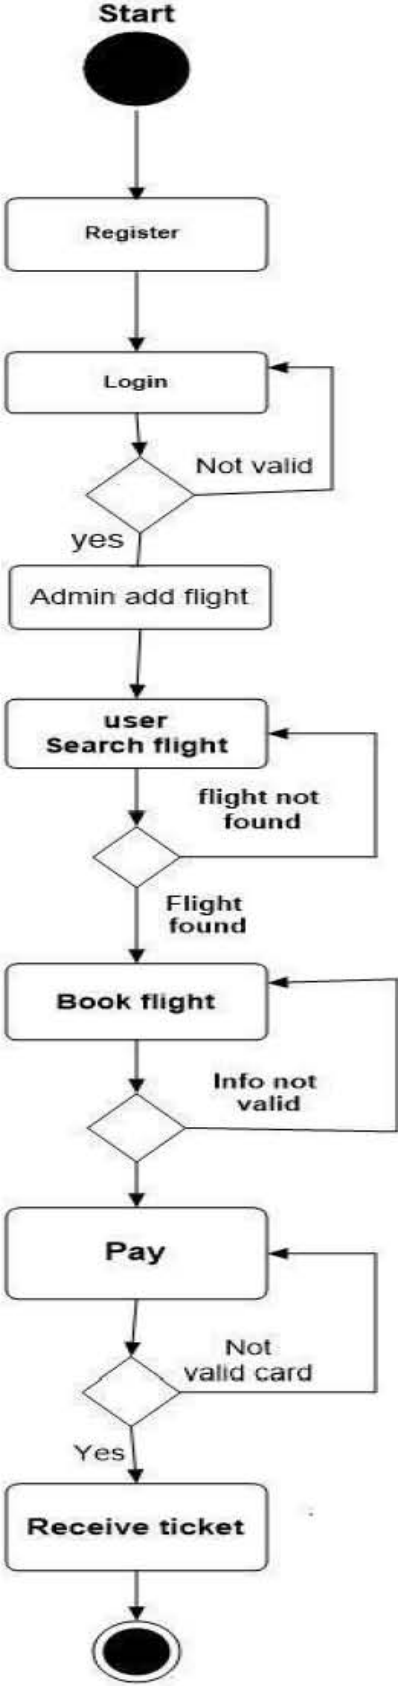 Start
Register
Login
Not valid
yes
Admin add flight
user
Search flight
flight not
found
Flight
found
Book flight
Info not
valid
Pay
Not
valid card
Yes
Receive ticket